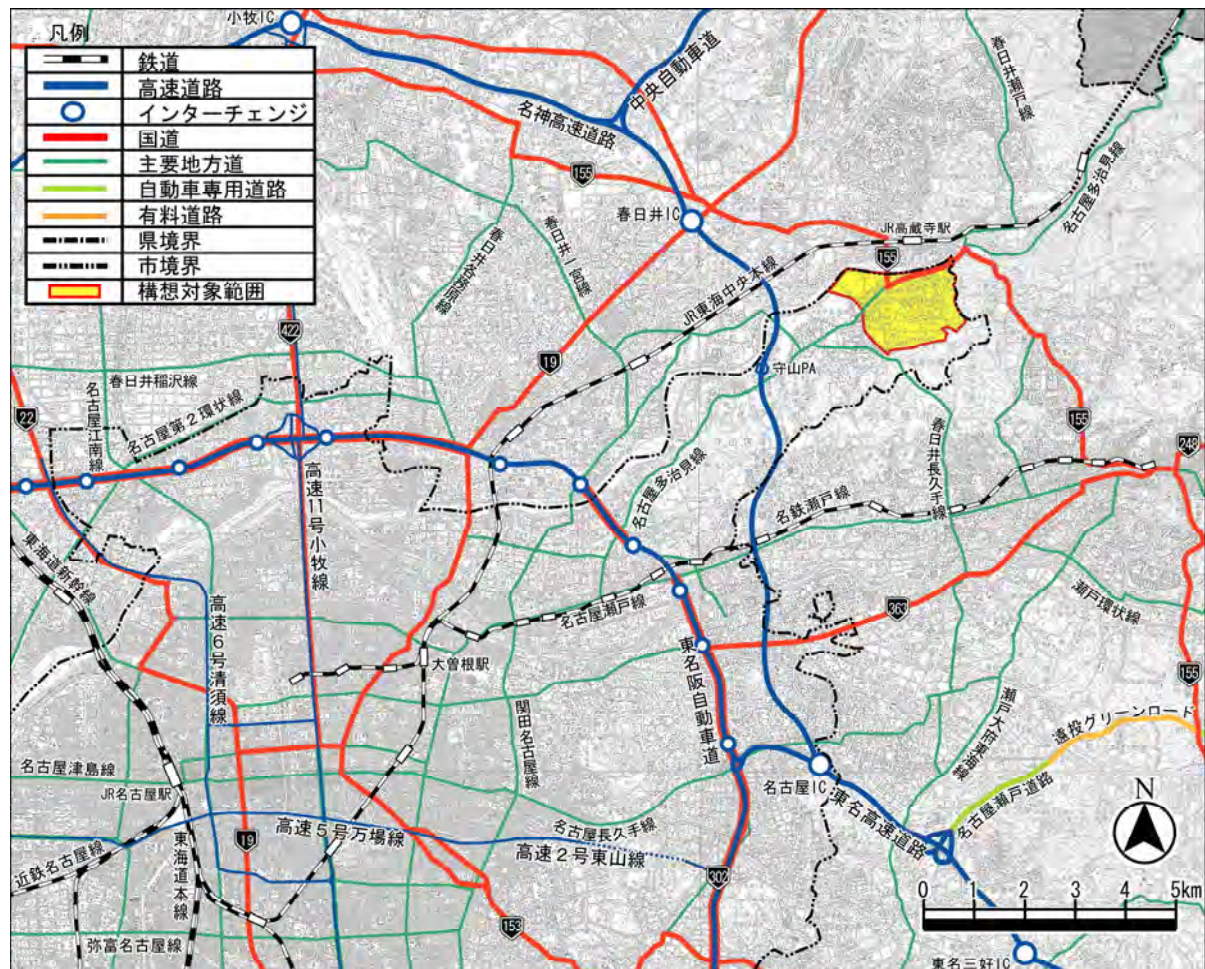 小牧IC
凡例
鉄道
高速道路
インターチェンジ
国道
主要地方道
自動車専用道路
有料道路
県境界
市境界
構想対象範囲
中央自動車道
名神高速道路
155
春日井瀬戸線
名古屋多治見線
春日井IC
JR高蔵寺駅
155
春日井各務原線
春日井一宮線
JR東海中央本線
422
19
守山PA
春日井稲沢線
22
名古屋江南線
名古屋第2環状線
高速11号小牧線
名古屋多治見線
名鉄瀬戸線
春日井長久手線
155
248
東海道新幹線
高速6号清須線
名古屋瀬戸線
363
瀬戸環状線
大曽根駅
東名阪自動車道
関田名古屋線
瀬戸大府東海線
155
遠投グリーンロード
名古屋津島線
JR名古屋駅
名古屋IC
東名高速道路
名古屋瀬戸道路
N
19
高速5号万場線
名古屋長久手線
高速2号東山線
302
近鉄名古屋線
東海道本線
153
弥富名古屋線
0 1 2 3 4 5km
東名三好IC